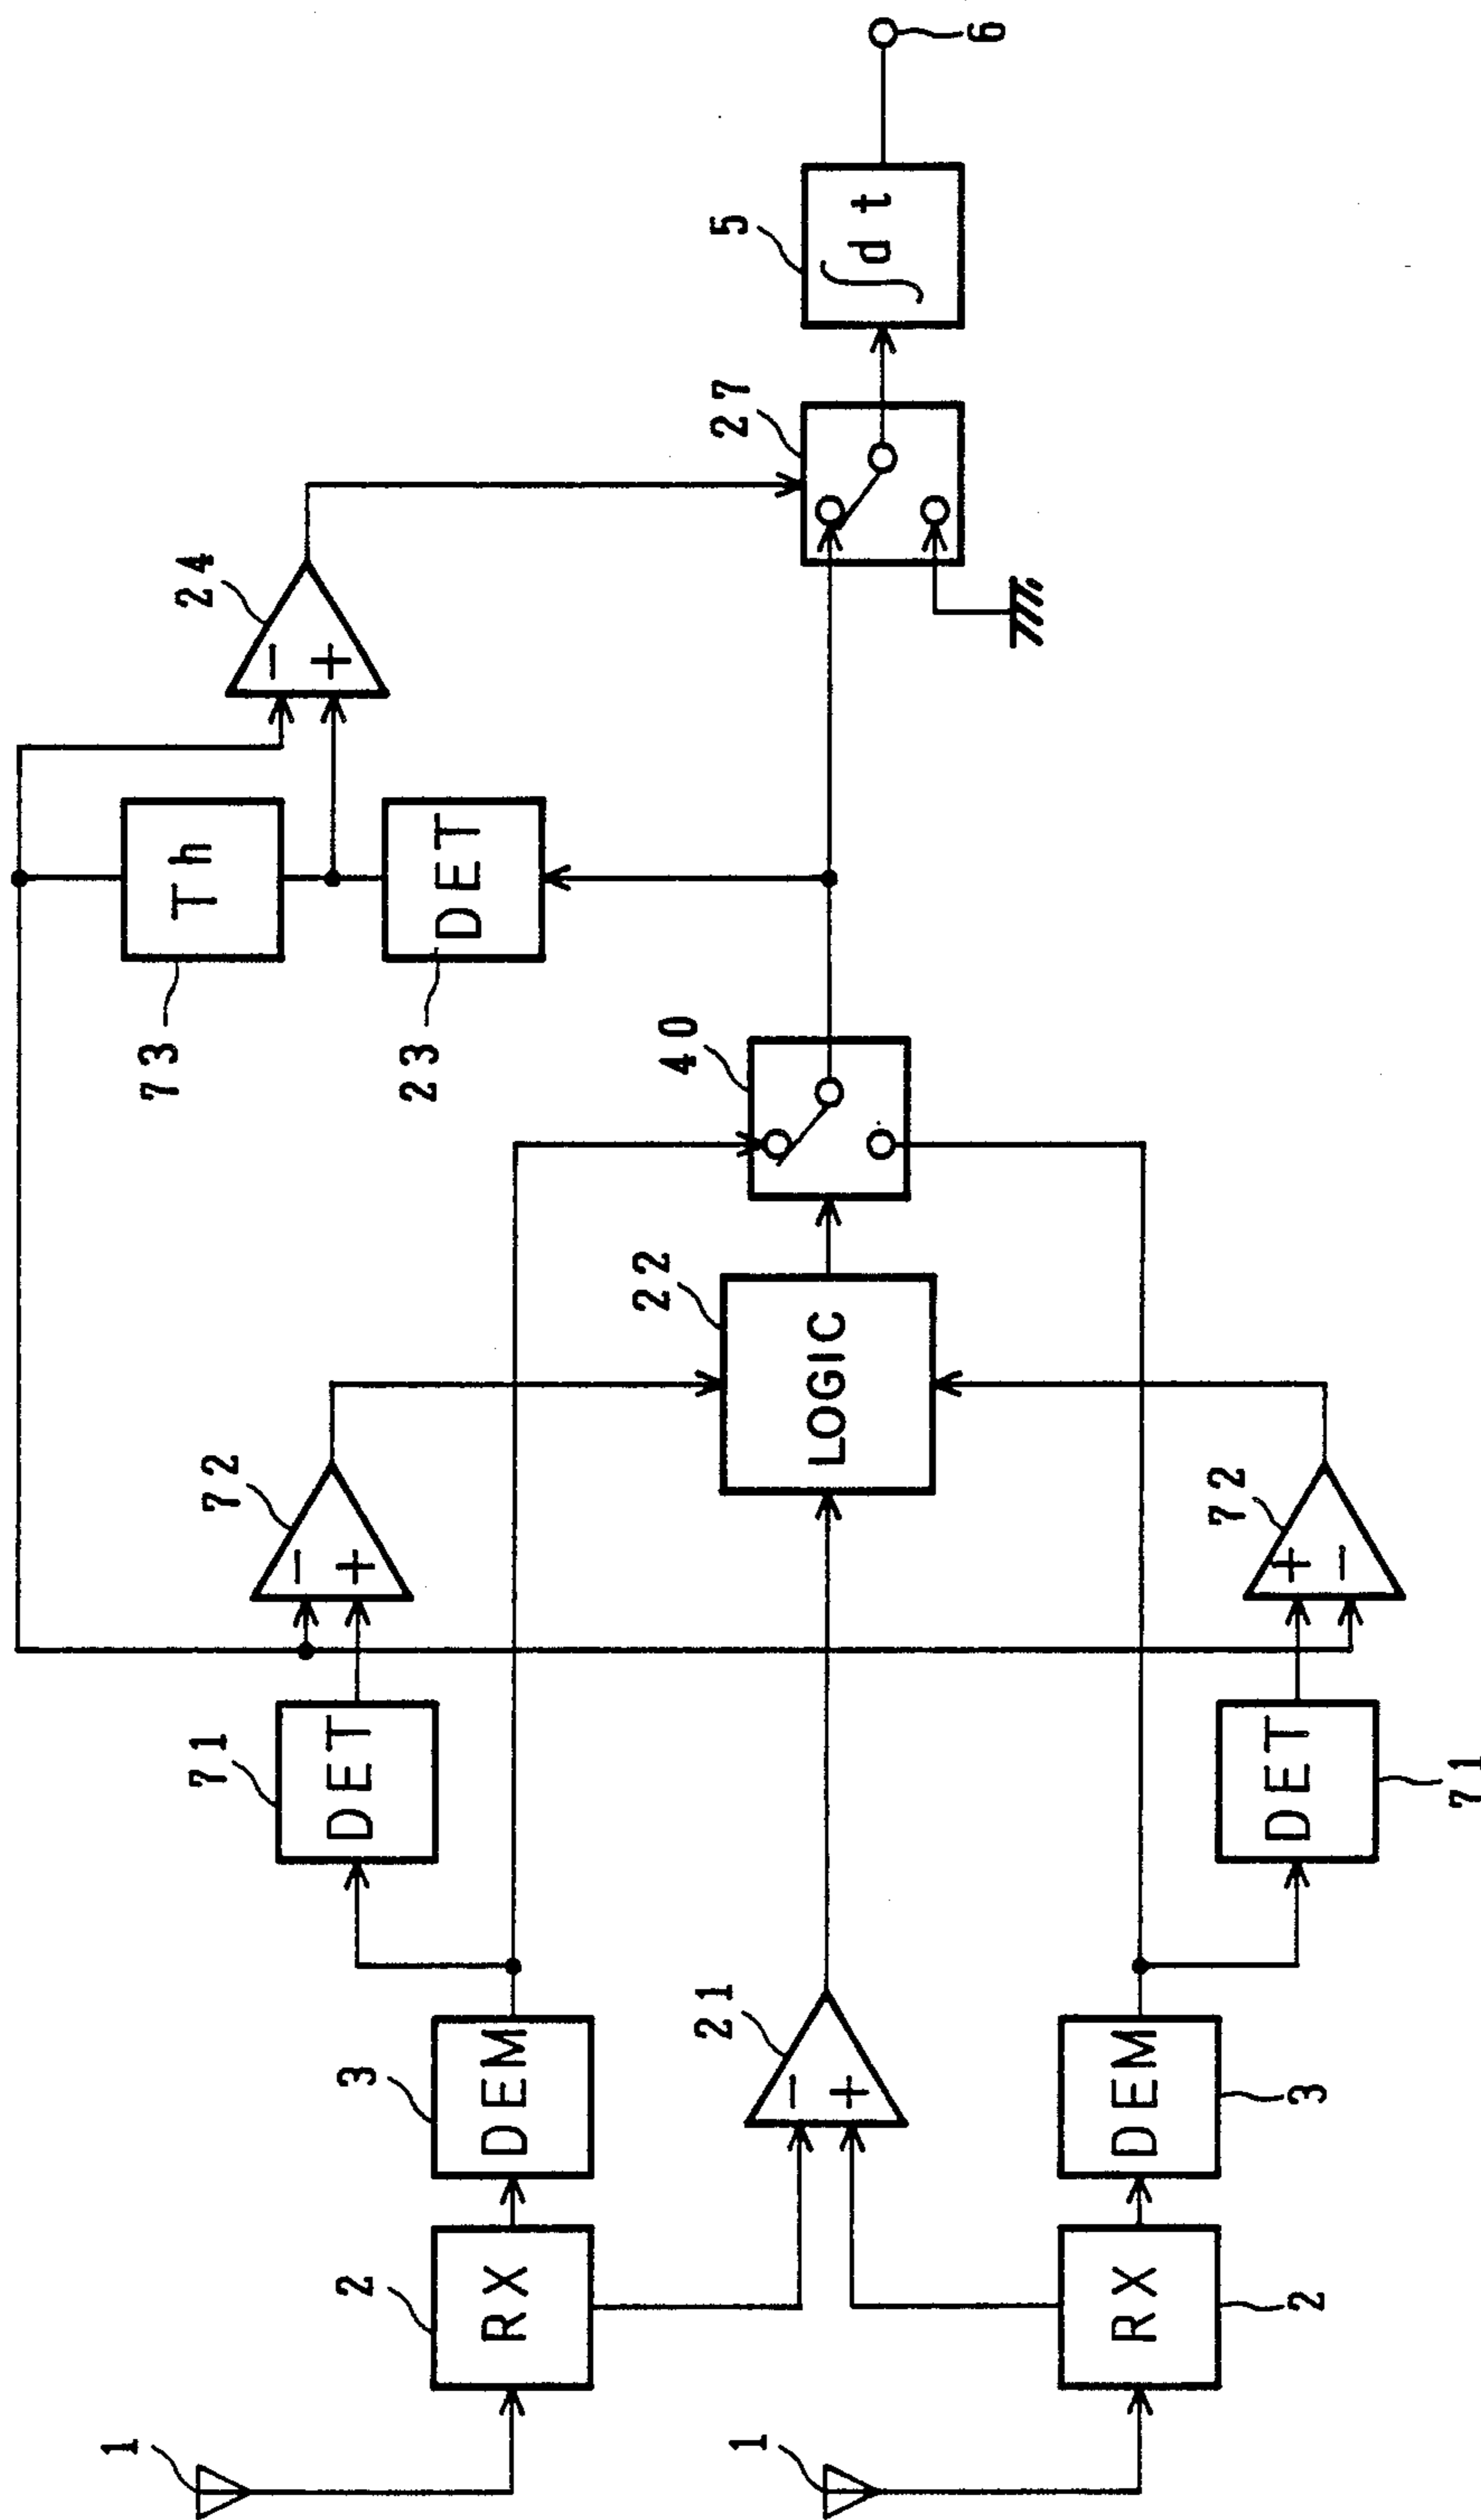 1
2
RX
3
DEM
71
DET
72
−
+
73
Th
23
DET
24
−
+
21
−
+
22
LOGIC
40
27
5
∫dt
6
1
2
RX
3
DEM
71
DET
72
+
−